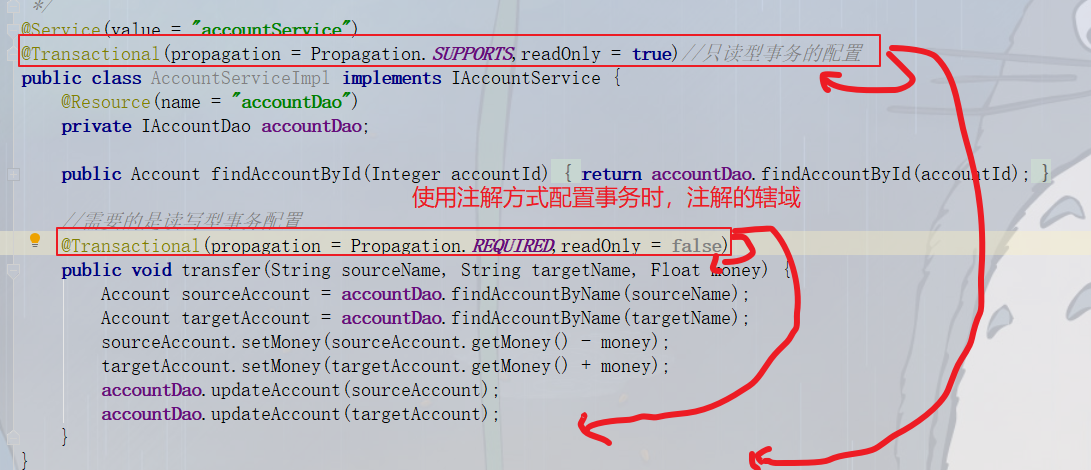 */
@Service(value = "accountService")
@Transactional(propagation = Propagation.SUPPORTS,readOnly = true)//只读型事务的配置
public class AccountServiceImpl implements IAccountService {
@Resource(name = "accountDao")
private IAccountDao accountDao;
public Account findAccountById(Integer accountId) { return accountDao.findAccountById(accountId); }
使用注解方式配置事务时，注解的辖域
//需要的是读写型事务配置
@Transactional(propagation = Propagation.REQUIRED,readOnly = false)
public void transfer(String sourceName, String targetName, Float money) {
Account sourceAccount = accountDao.findAccountByName(sourceName);
Account targetAccount = accountDao.findAccountByName(targetName);
sourceAccount.setMoney(sourceAccount.getMoney() - money);
targetAccount.setMoney(targetAccount.getMoney() + money);
accountDao.updateAccount(sourceAccount);
accountDao.updateAccount(targetAccount);
}
}